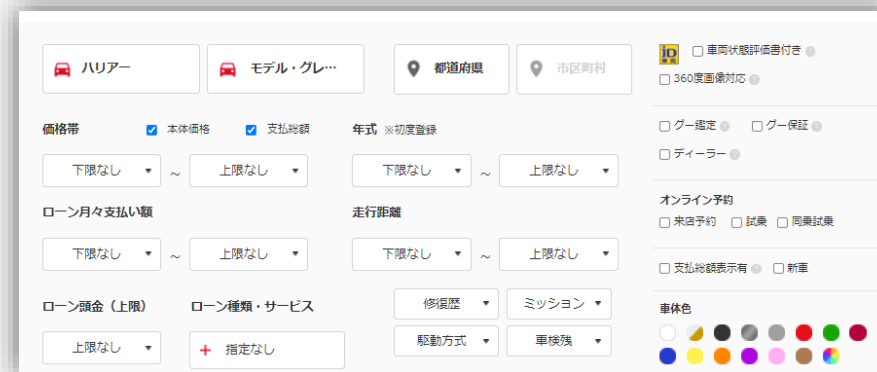 ハリアー
モデル・グレ…
都道府県
市区町村
価格帯
本体価格
支払総額
年式 ※初度登録
下限なし ～ 上限なし
下限なし ～ 上限なし
ローン月々支払い額
走行距離
下限なし ～ 上限なし
下限なし ～ 上限なし
ローン頭金（上限）
ローン種類・サービス
上限なし
+ 指定なし
修復歴
ミッション
駆動方式
車検残
車両状態評価書付き
360度画像対応
グー鑑定
グー保証
ディーラー
オンライン予約
来店予約
試乗
同乗試乗
支払総額表示有
新車
車体色